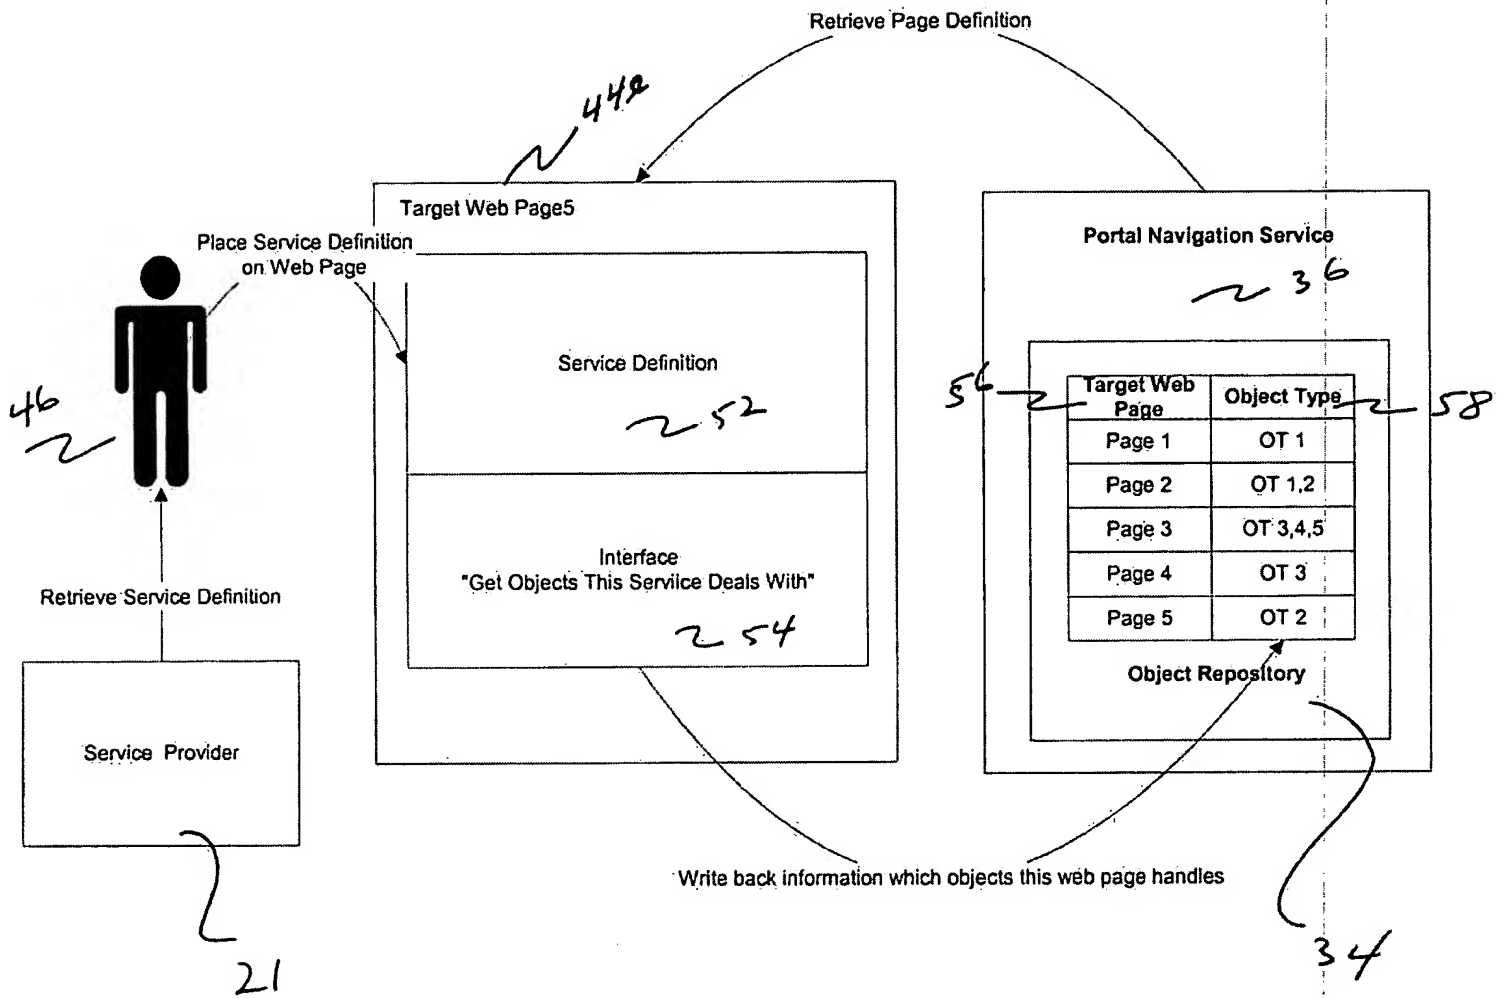 Retrieve Page Definition
44e
Target Web Page5
Place Service Definition
on Web Page
Portal Navigation Service
36
Service Definition
52
46
56
58
Target Web Page | Object Type
Page 1 | OT 1
Page 2 | OT 1,2
Page 3 | OT 3,4,5
Page 4 | OT 3
Page 5 | OT 2
Object Repository
Interface
"Get Objects This Serviice Deals With"
54
Retrieve Service Definition
Service Provider
Write back information which objects this web page handles
34
21